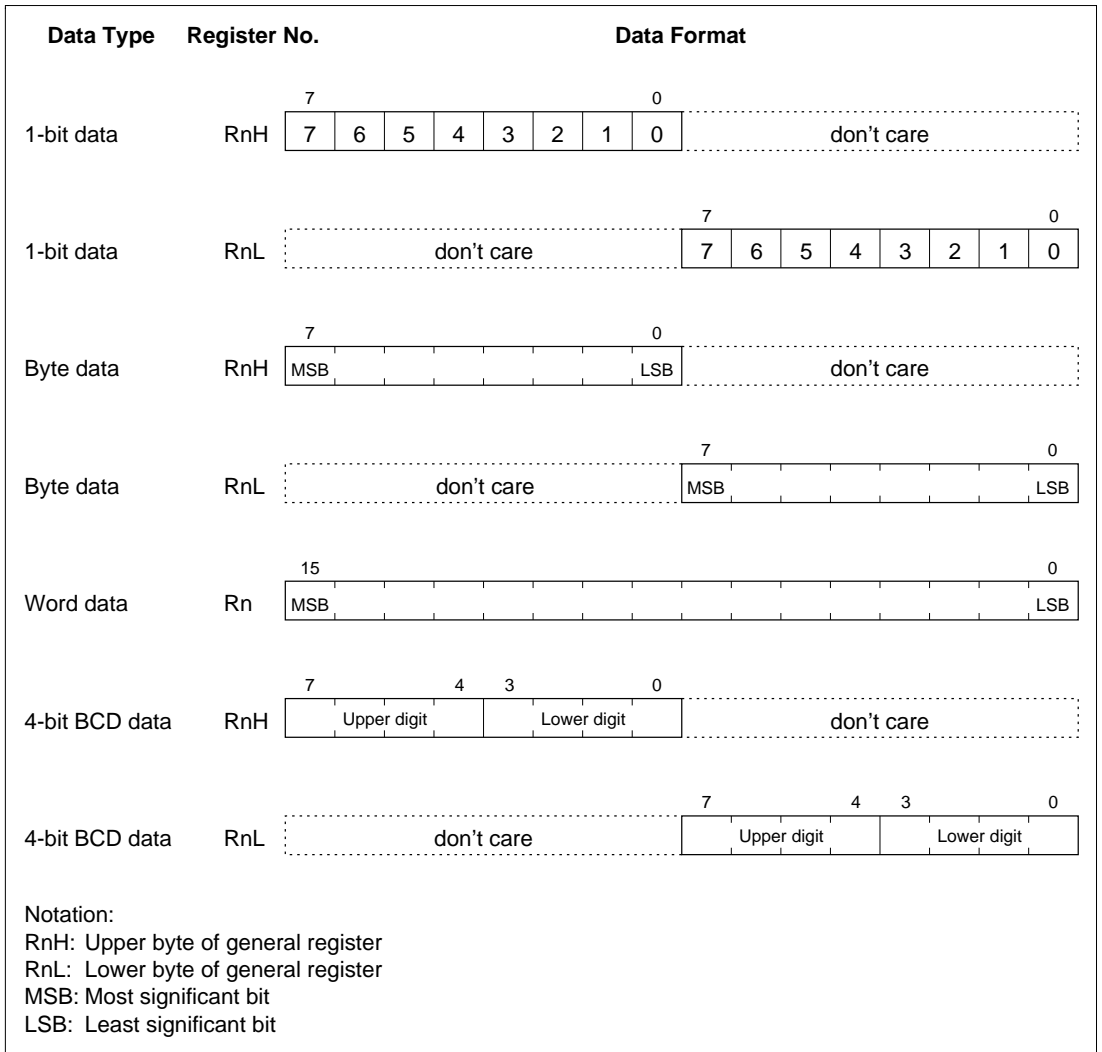 Data Type Register No. Data Format
7 0
1-bit data RnH 7 6 5 4 3 2 1 0 don't care
7 0
1-bit data RnL don't care 7 6 5 4 3 2 1 0
7 0
Byte data RnH MSB LSB don't care
7 0
Byte data RnL don't care MSB LSB
15 0
Word data Rn MSB LSB
7 4 3 0
4-bit BCD data RnH Upper digit Lower digit don't care
7 4 3 0
4-bit BCD data RnL don't care Upper digit Lower digit
Notation:
RnH: Upper byte of general register
RnL: Lower byte of general register
MSB: Most significant bit
LSB: Least significant bit